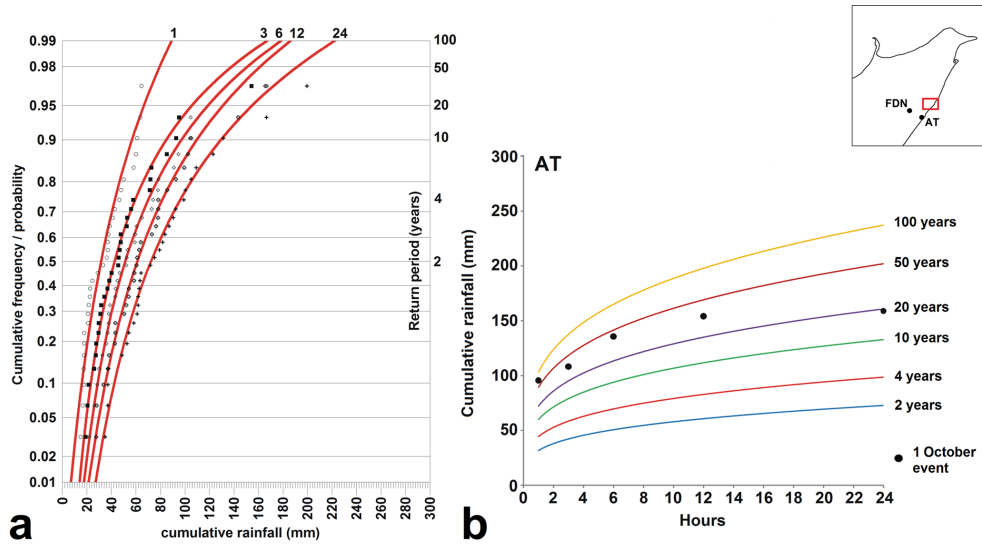 1 3 6 12 24
0.99 100
0.98 50
0.95 20
0.9 10
0.8
0.7 4
0.6
0.5 2
0.4
0.3
0.2
0.1
0.05
0.02
0.01
Cumulative frequency / probability
Return period (years)
0 20 40 60 80 100 120 140 160 180 200 220 240 260 280 300
cumulative rainfall (mm)
a
FDN
AT
AT
300
250
200
150
100
50
0
Cumulative rainfall (mm)
100 years
50 years
20 years
10 years
4 years
2 years
1 October
event
0 2 4 6 8 10 12 14 16 18 20 22 24
Hours
b